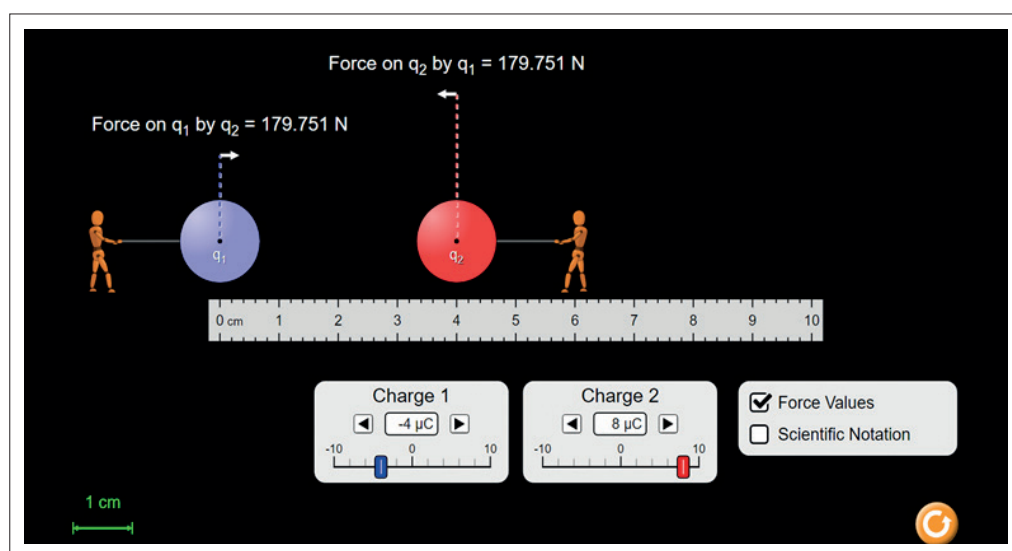 Force on q2 by q1 = 179.751 N
Force on q1 by q2 = 179.751 N
q1
q2
0 cm 1 2 3 4 5 6 7 8 9 10
Charge 1
-4 µC
-10 0 10
Charge 2
8 µC
-10 0 10
Force Values
Scientific Notation
1 cm